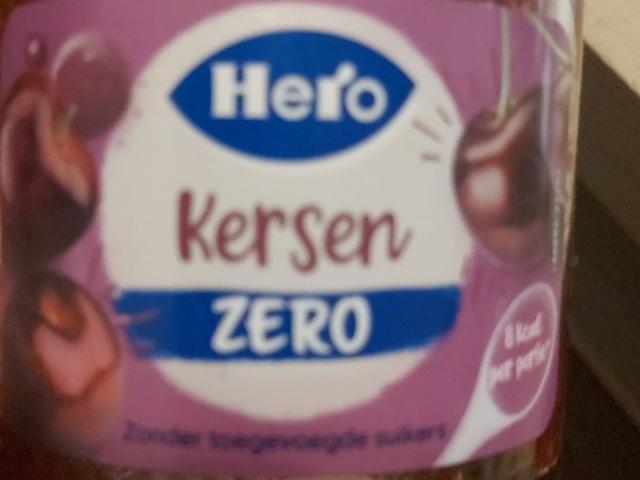 Hero
Kersen
ZERO
8 kcal
per portie*
Zonder toegevoegde suikers